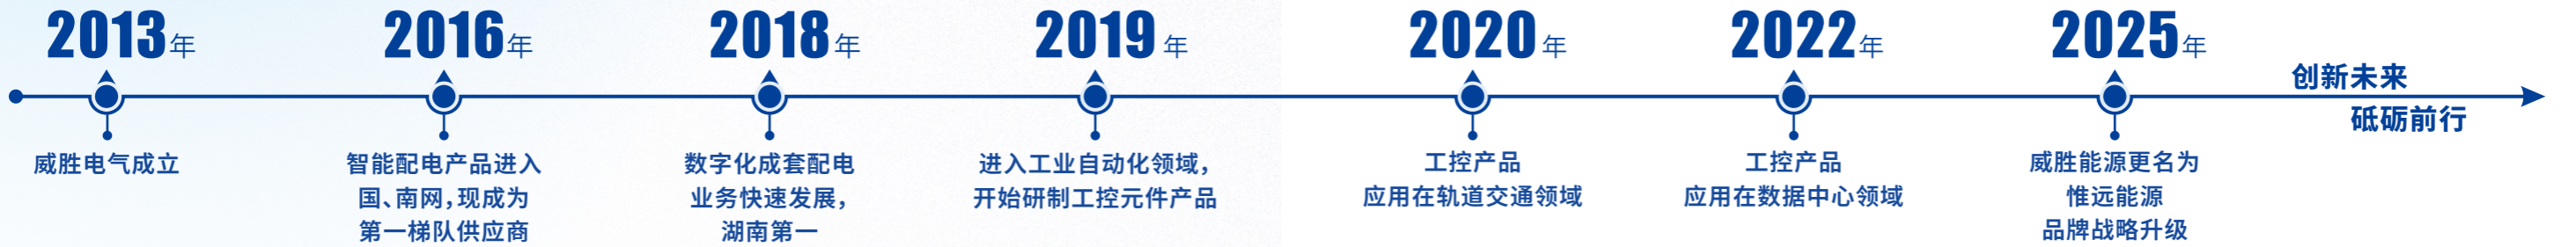 2013年
威胜电气成立
2016年
智能配电产品进入
国、南网,现成为
第一梯队供应商
2018年
数字化成套配电
业务快速发展,
湖南第一
2019年
进入工业自动化领域,
开始研制工控元件产品
2020年
工控产品
应用在轨道交通领域
2022年
工控产品
应用在数据中心领域
2025年
威胜能源更名为
惟远能源
品牌战略升级
创新未来
砥砺前行